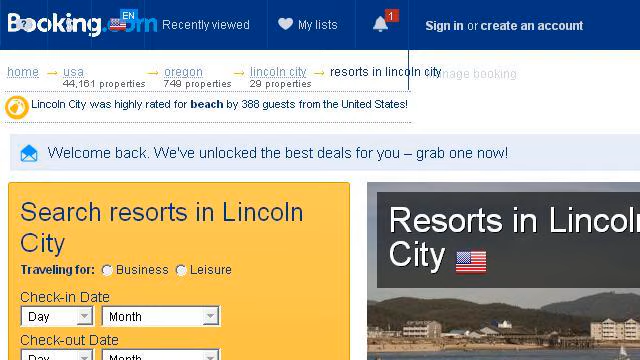 Booking.com
EN
Recently viewed
My lists
1
Sign in or create an account
home → usa → oregon → lincoln city → resorts in lincoln city
44,161 properties 749 properties 29 properties
Manage booking
Lincoln City was highly rated for beach by 388 guests from the United States!
Welcome back. We've unlocked the best deals for you – grab one now!
Search resorts in Lincoln
City
Traveling for: Business Leisure
Check-in Date
Day Month
Check-out Date
Day Month
Resorts in Lincoln
City